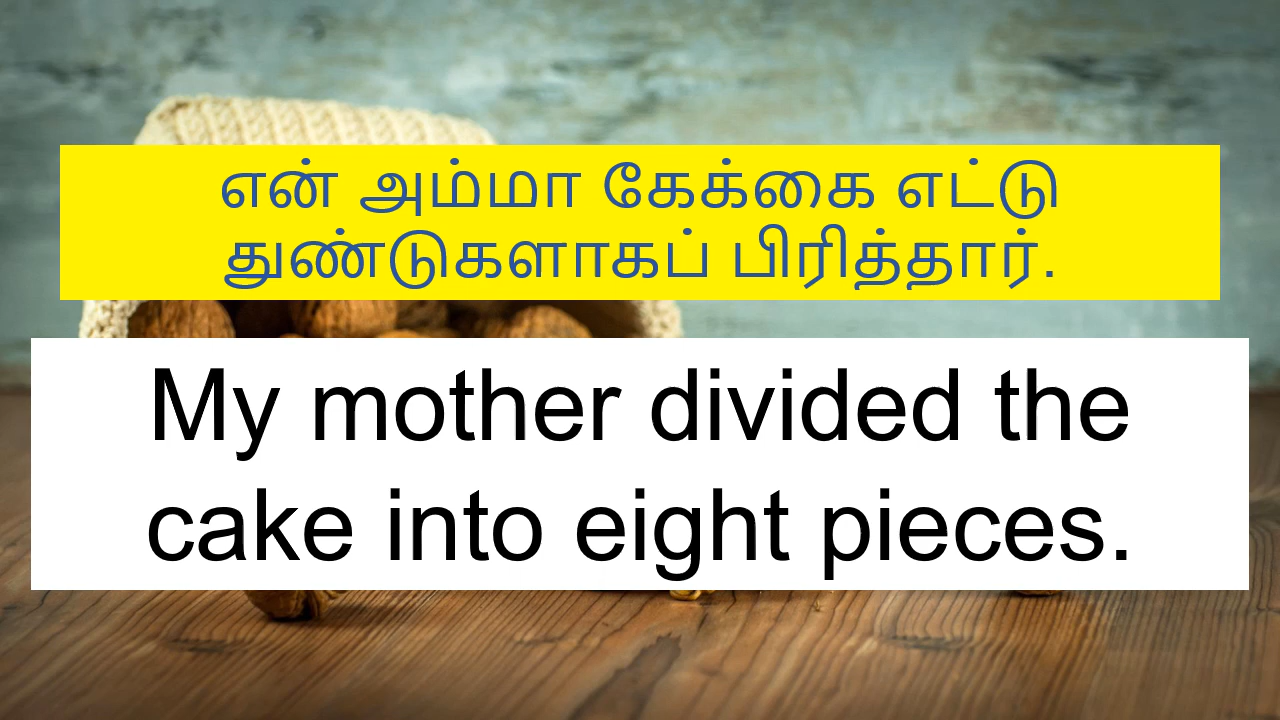 என் அம்மா கேக்கை எட்டு
துண்டுகளாகப் பிரித்தார்.
My mother divided the
cake into eight pieces.